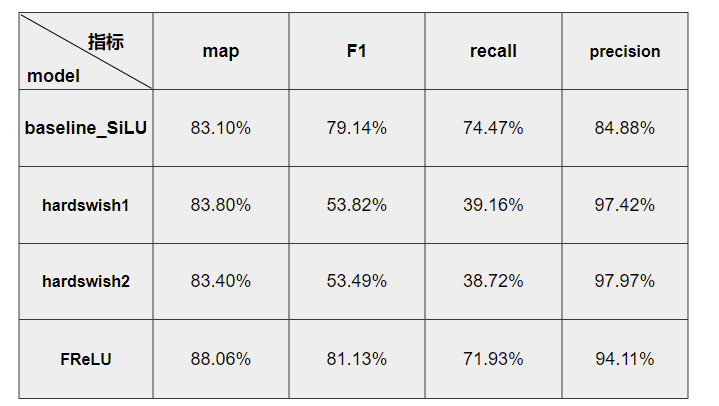 指标
model
map F1 recall precision
baseline_SiLU 83.10% 79.14% 74.47% 84.88%
hardswish1 83.80% 53.82% 39.16% 97.42%
hardswish2 83.40% 53.49% 38.72% 97.97%
FReLU 88.06% 81.13% 71.93% 94.11%